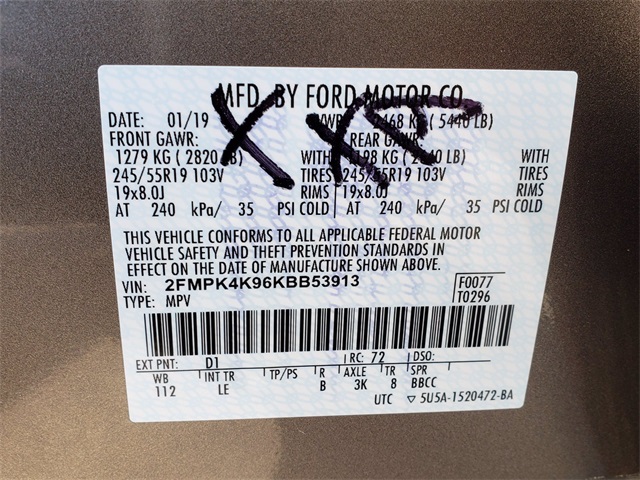 MFD. BY FORD MOTOR CO.
DATE: 01/19 2468 KG ( 5440 LB)
FRONT GAWR: REAR GAWR:
1279 KG ( 2820 LB) WITH KG ( LB) WITH
245/55R19 103V TIRES 245/55R19 103V TIRES
19x8.0J RIMS 19x8.0J RIMS
AT 240 kPa/ 35 PSI COLD AT 240 kPa/ 35 PSI COLD
THIS VEHICLE CONFORMS TO ALL APPLICABLE FEDERAL MOTOR
VEHICLE SAFETY AND THEFT PREVENTION STANDARDS IN
EFFECT ON THE DATE OF MANUFACTURE SHOWN ABOVE.
VIN: 2FMPK4K96KBB53913 F0077
TYPE: MPV T0296
EXT PNT: D1 RC: 72 DSO:
WB INT TR TP/PS R AXLE TR SPR
112 LE B 3K 8 BBCC
UTC ▽ 5U5A-1520472-BA